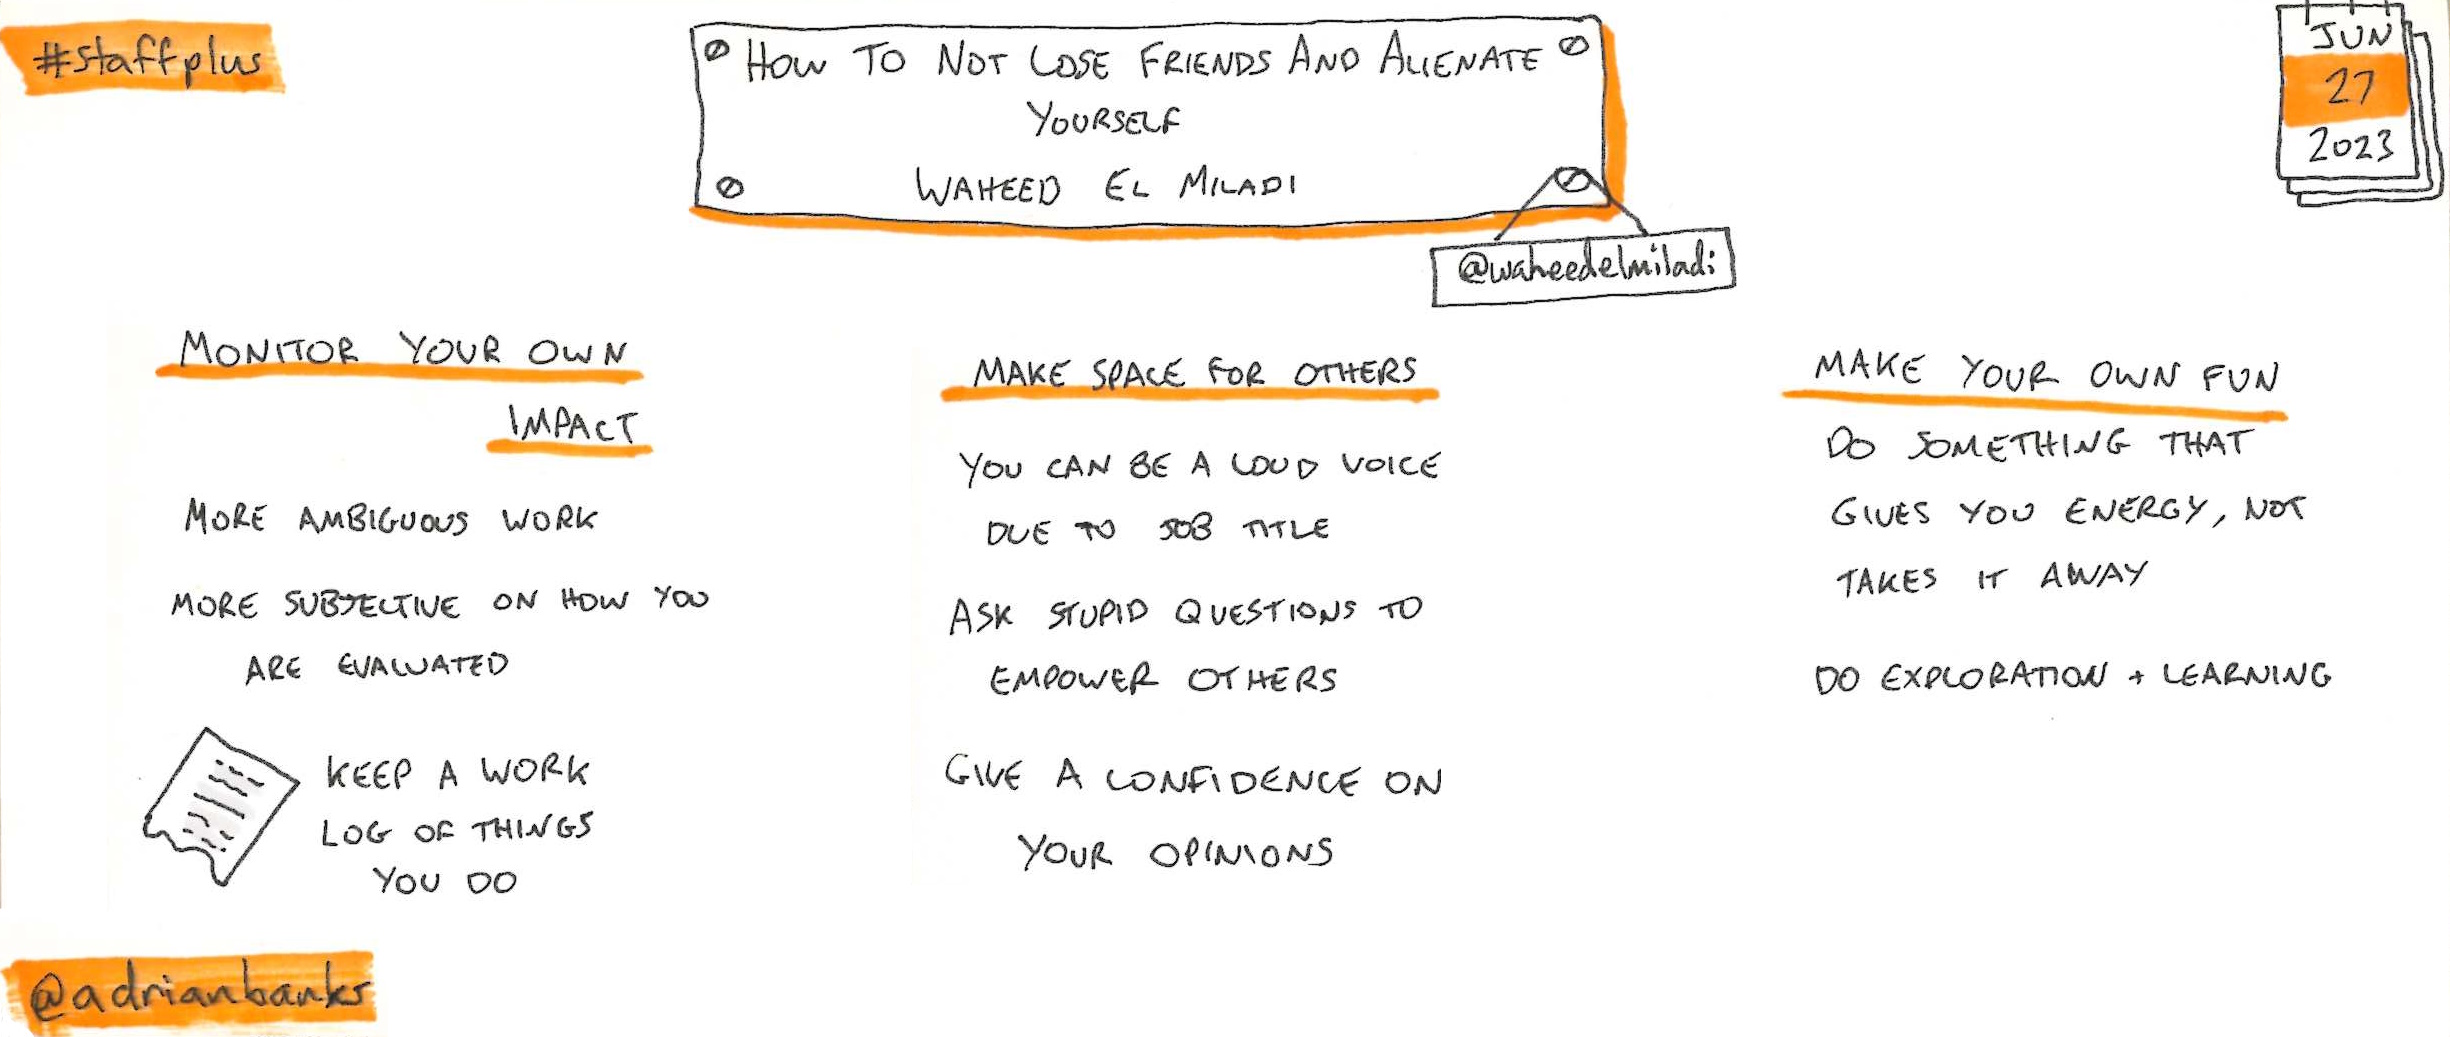 #staffplus
How To Not Lose Friends And Alienate
Yourself
Waheed El Miladi
@waheedelmiladi
JUN
27
2023
Monitor your own
impact
More ambiguous work
More subjective on how you
are evaluated
Keep a work
log of things
you do
Make space for others
You can be a loud voice
due to job title
Ask stupid questions to
empower others
Give a confidence on
your opinions
Make your own fun
Do something that
gives you energy, not
takes it away
Do exploration + learning
@adrianbanks